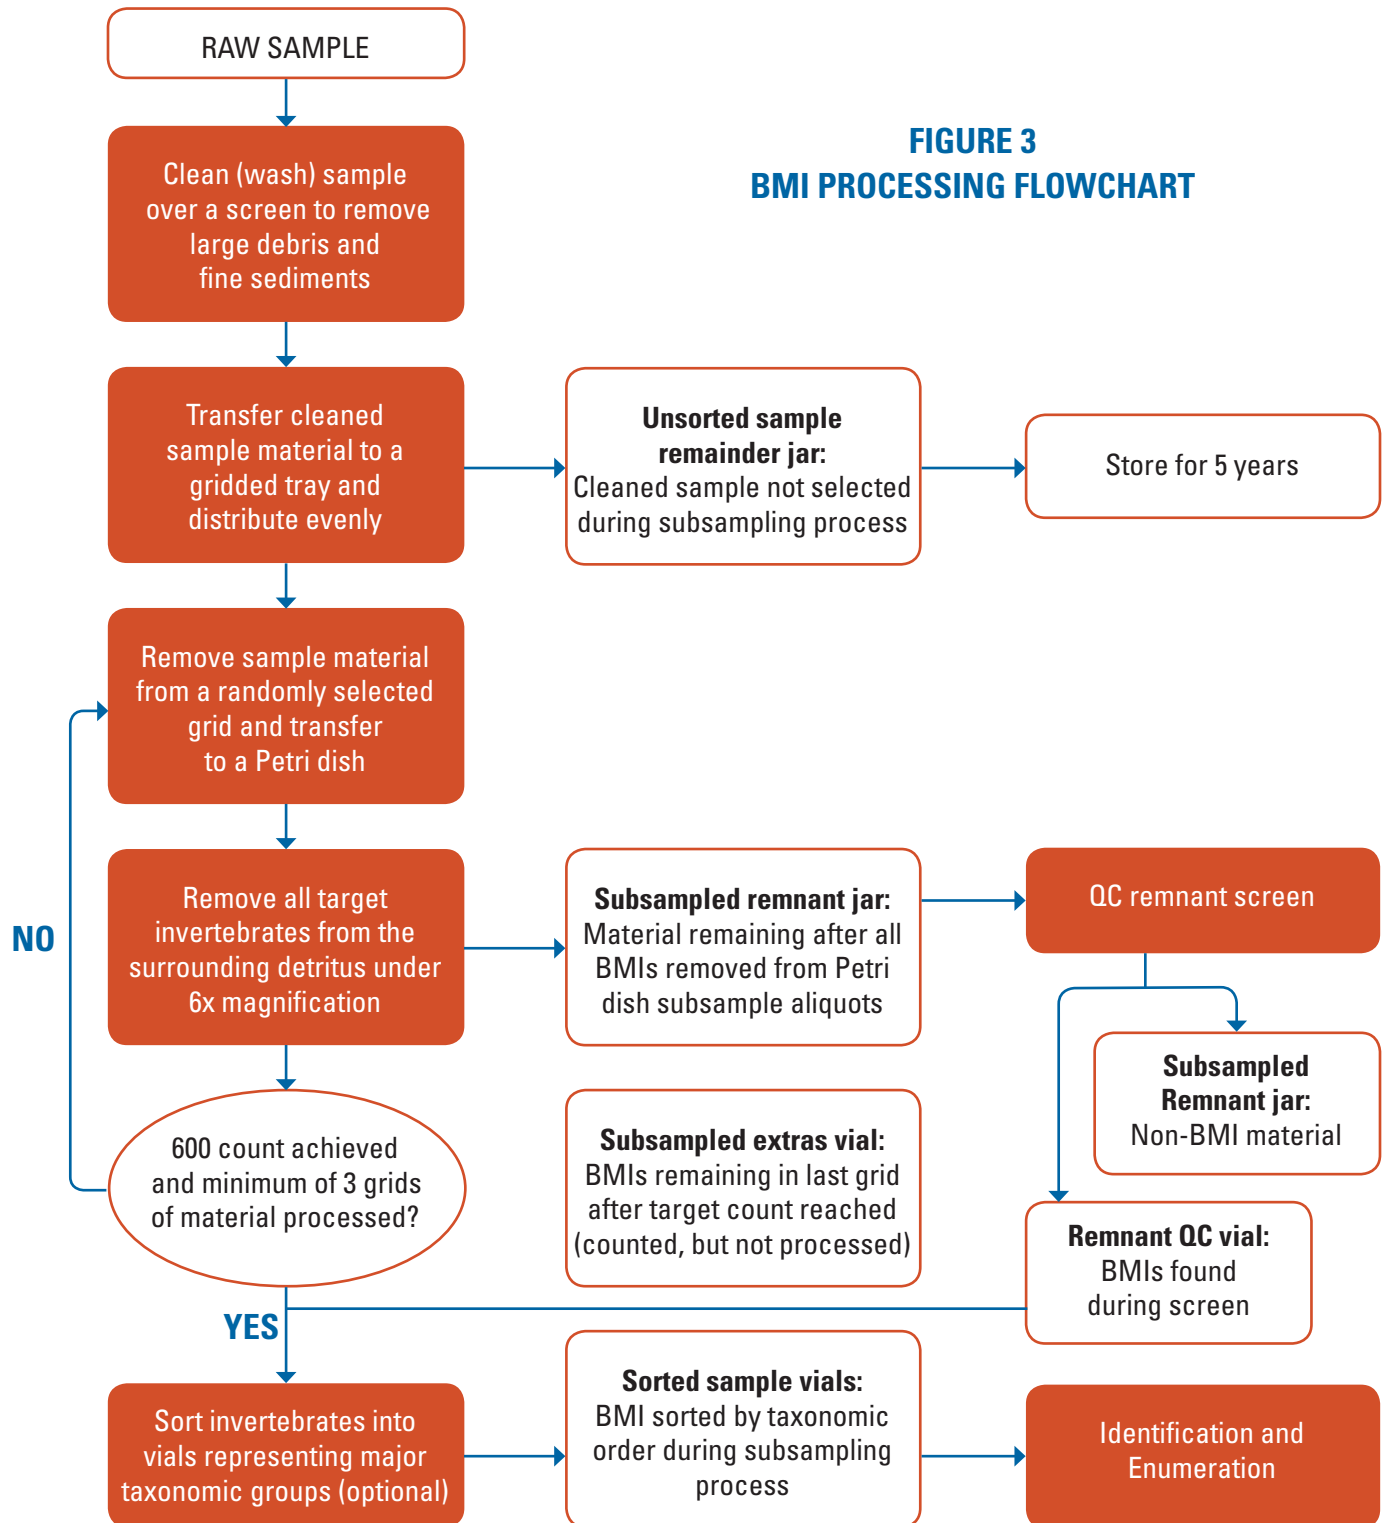 RAW SAMPLE
FIGURE 3
BMI PROCESSING FLOWCHART
Clean (wash) sample
over a screen to remove
large debris and
fine sediments
Transfer cleaned
sample material to a
gridded tray and
distribute evenly
Unsorted sample
remainder jar:
Cleaned sample not selected
during subsampling process
Store for 5 years
Remove sample material
from a randomly selected
grid and transfer
to a Petri dish
NO
Remove all target
invertebrates from the
surrounding detritus under
6x magnification
Subsampled remnant jar:
Material remaining after all
BMIs removed from Petri
dish subsample aliquots
QC remnant screen
Subsampled
Remnant jar:
Non-BMI material
600 count achieved
and minimum of 3 grids
of material processed?
Subsampled extras vial:
BMIs remaining in last grid
after target count reached
(counted, but not processed)
Remnant QC vial:
BMIs found
during screen
YES
Sort invertebrates into
vials representing major
taxonomic groups (optional)
Sorted sample vials:
BMI sorted by taxonomic
order during subsampling
process
Identification and
Enumeration